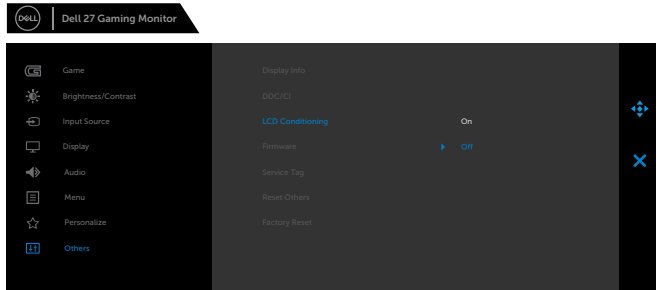 DELL
Dell 27 Gaming Monitor
Game
Display Info
Brightness/Contrast
DDC/CI
Input Source
LCD Conditioning
On
Display
Firmware
Off
Audio
Service Tag
Menu
Reset Others
Personalize
Factory Reset
Others